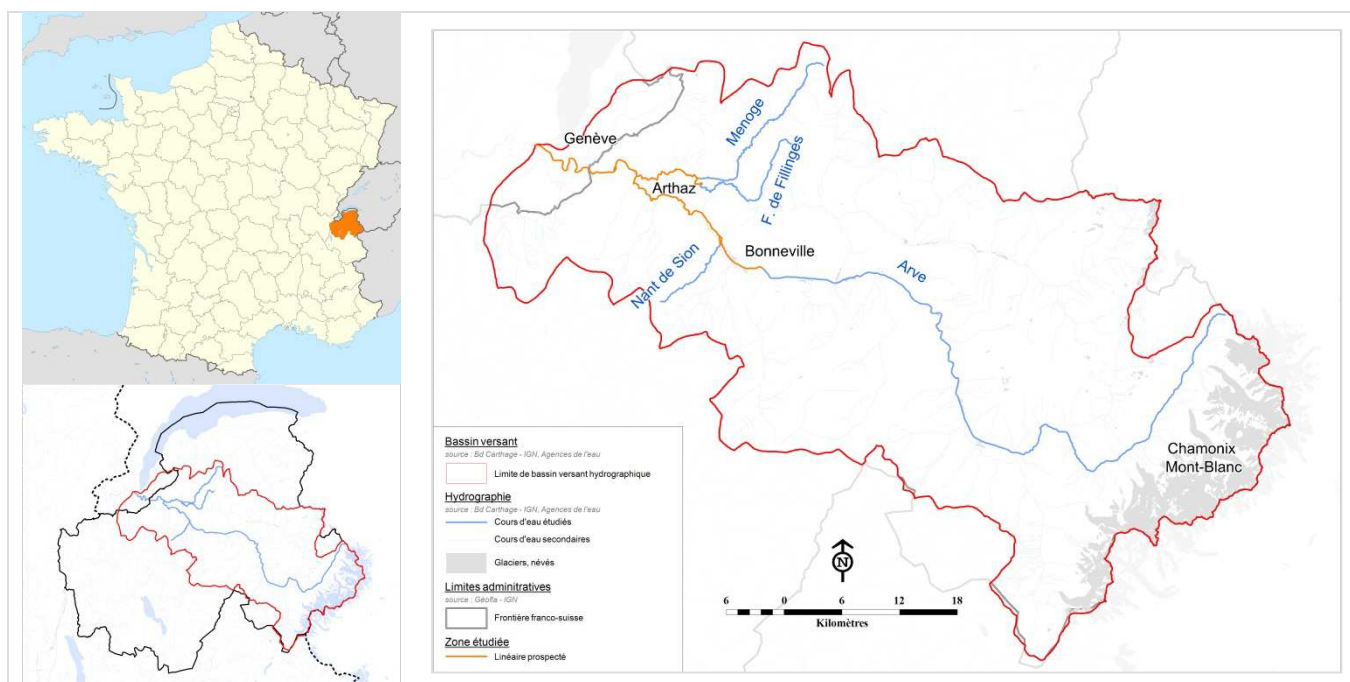 Genève
Menoge
F. de Fillinges
Arthaz
Bonneville
Nant de Sion
Arve
Chamonix
Mont-Blanc
Bassin versant
source : Bd Carthage - IGN, Agences de l'eau
Limite de bassin versant hydrographique
Hydrographie
source : Bd Carthage - IGN, Agences de l'eau
Cours d'eau étudiés
Cours d'eau secondaires
Glaciers, névés
Limites adminitratives
source : Géofla - IGN
Frontière franco-suisse
Zone étudiée
Linéaire prospecté
N
6 0 6 12 18
Kilomètres